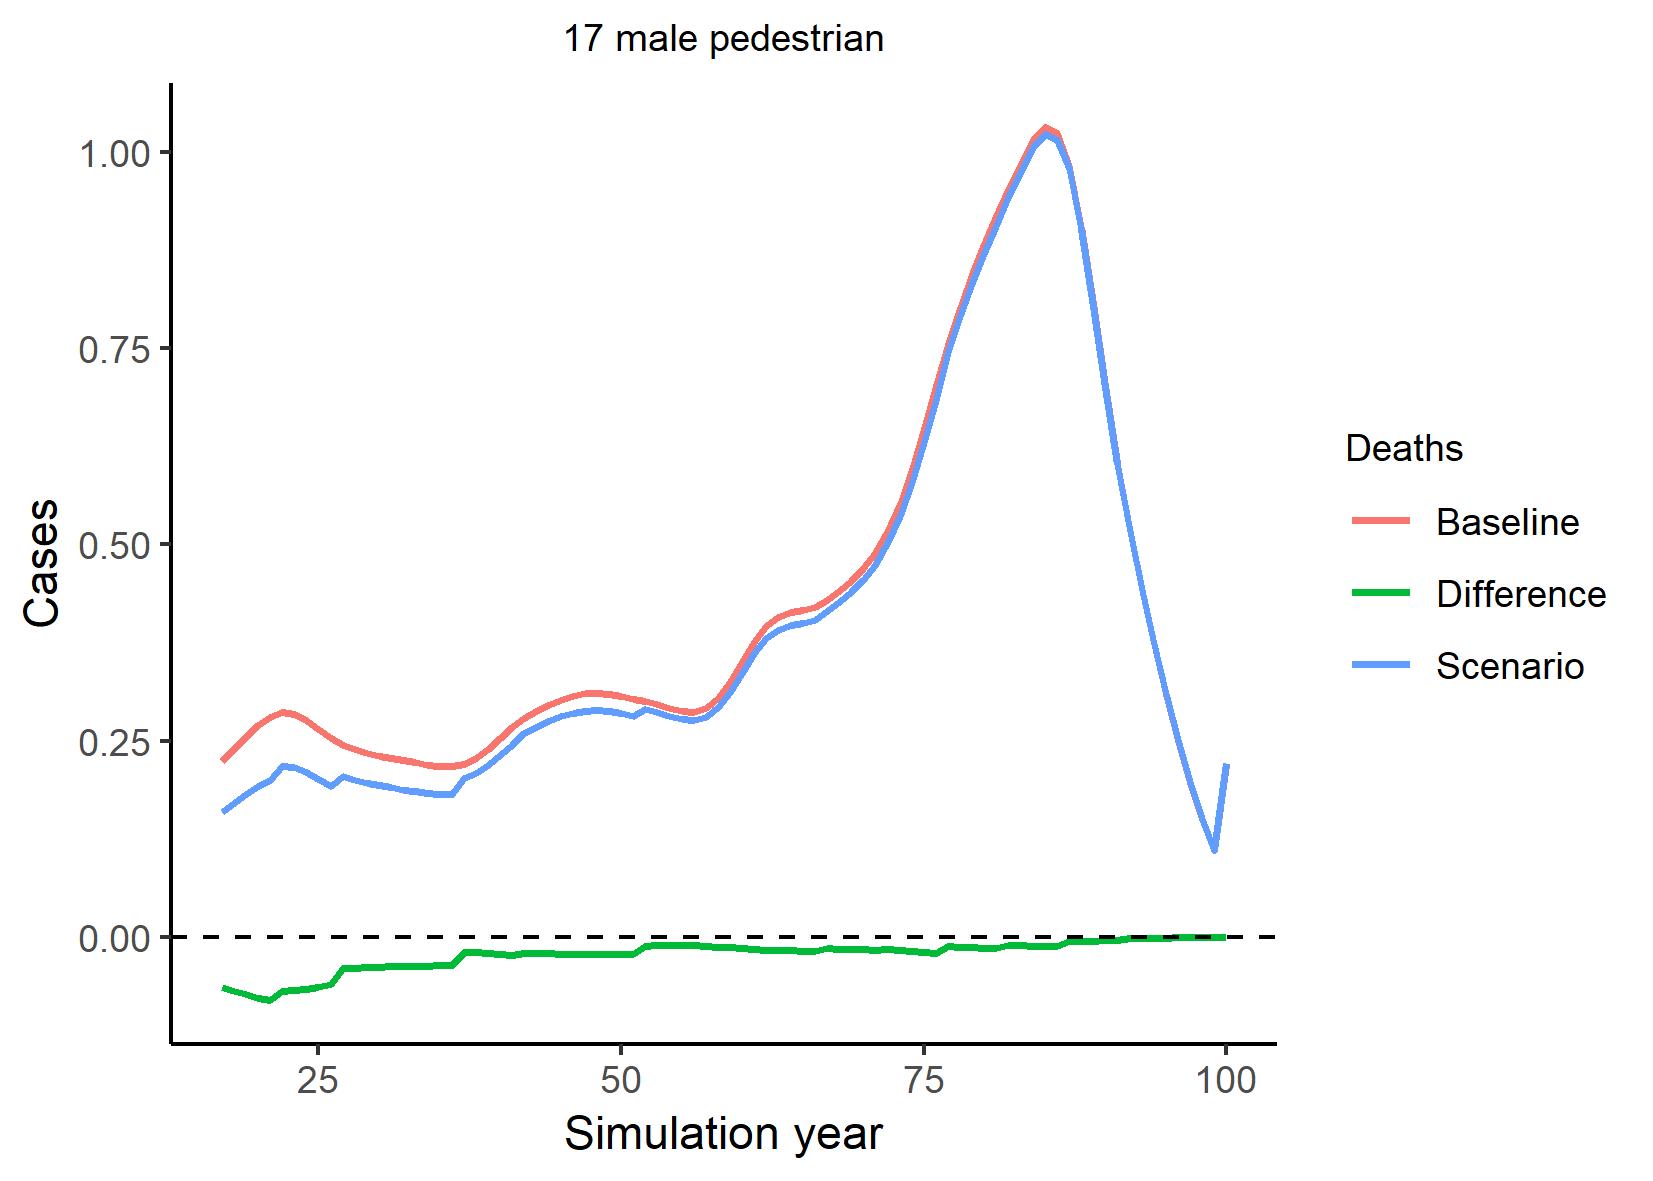 17 male pedestrian
Cases
1.00
0.75
0.50
0.25
0.00
25 50 75 100
Simulation year
Deaths
Baseline
Difference
Scenario